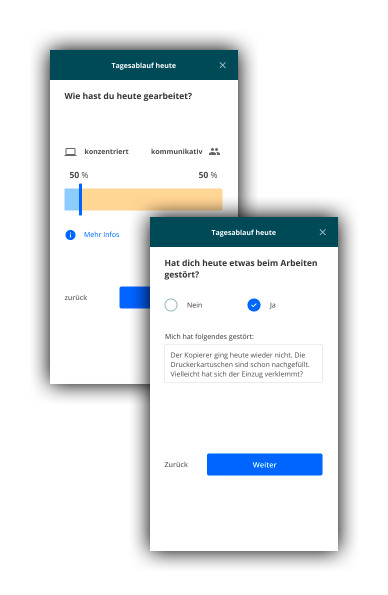 Tagesablauf heute
Wie hast du heute gearbeitet?
konzentriert kommunikativ
50 % 50 %
Mehr Infos
zurück
Tagesablauf heute
Hat dich heute etwas beim Arbeiten
gestört?
Nein Ja
Mich hat folgendes gestört:
Der Kopierer ging heute wieder nicht. Die
Druckerkartuschen sind schon nachgefüllt.
Vielleicht hat sich der Einzug verklemmt?
Zurück Weiter